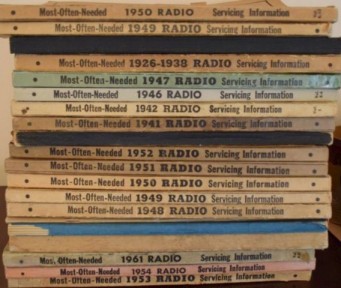 Most-Often-Needed 1950 RADIO Servicing Information
Most-Often-Needed 1949 RADIO Servicing Information
Most-Often-Needed 1926-1938 RADIO Servicing Information
Most-Often-Needed 1947 RADIO Servicing Information
Most-Often-Needed 1946 RADIO Servicing Information
Most-Often-Needed 1942 RADIO Servicing Information
Most-Often-Needed 1941 RADIO Servicing Information
Most-Often-Needed 1952 RADIO Servicing Information
Most-Often-Needed 1951 RADIO Servicing Information
Most-Often-Needed 1950 RADIO Servicing Information
Most-Often-Needed 1949 RADIO Servicing Information
Most-Often-Needed 1948 RADIO Servicing Information
Most-Often-Needed 1961 RADIO Servicing Information
Most-Often-Needed 1954 RADIO Servicing Information
Most-Often-Needed 1953 RADIO Servicing Information